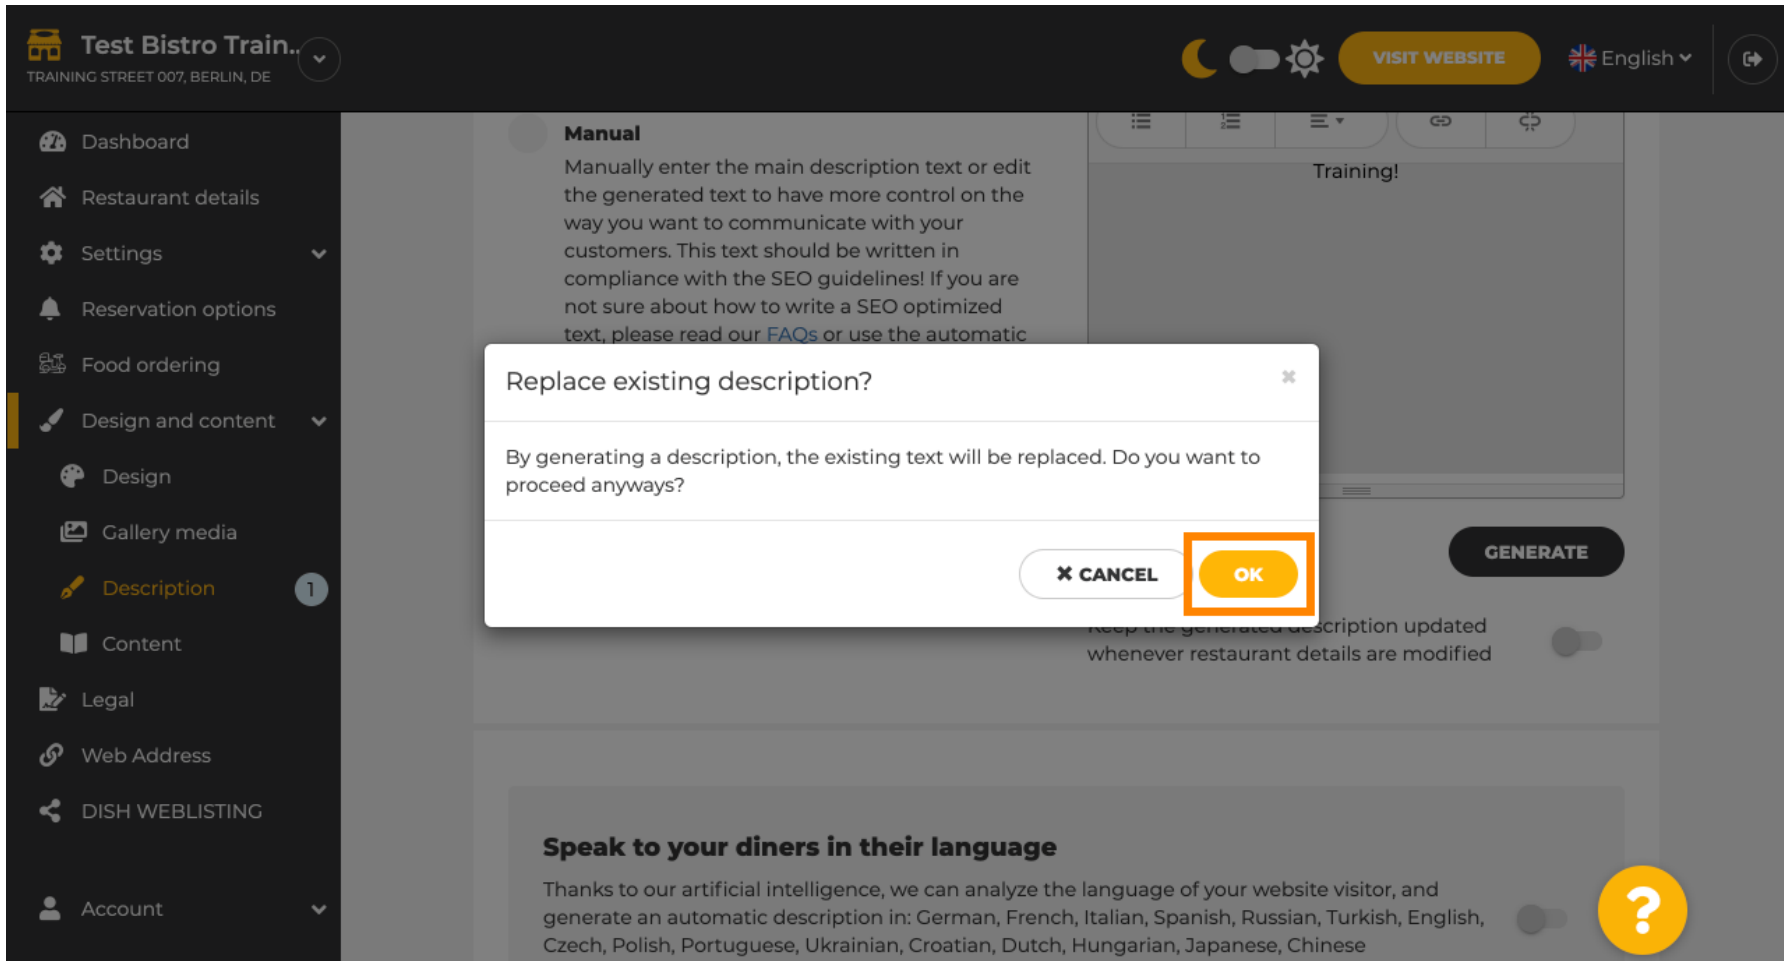 Test Bistro Train..
TRAINING STREET 007, BERLIN, DE
VISIT WEBSITE
English
Dashboard
Restaurant details
Settings
Reservation options
Food ordering
Design and content
Design
Gallery media
Description
1
Content
Legal
Web Address
DISH WEBLISTING
Account
Manual
Manually enter the main description text or edit
the generated text to have more control on the
way you want to communicate with your
customers. This text should be written in
compliance with the SEO guidelines! If you are
not sure about how to write a SEO optimized
text, please read our FAQs or use the automatic
Training!
Replace existing description?
By generating a description, the existing text will be replaced. Do you want to
proceed anyways?
CANCEL
OK
GENERATE
Keep the generated description updated
whenever restaurant details are modified
Speak to your diners in their language
Thanks to our artificial intelligence, we can analyze the language of your website visitor, and
generate an automatic description in: German, French, Italian, Spanish, Russian, Turkish, English,
Czech, Polish, Portuguese, Ukrainian, Croatian, Dutch, Hungarian, Japanese, Chinese
?